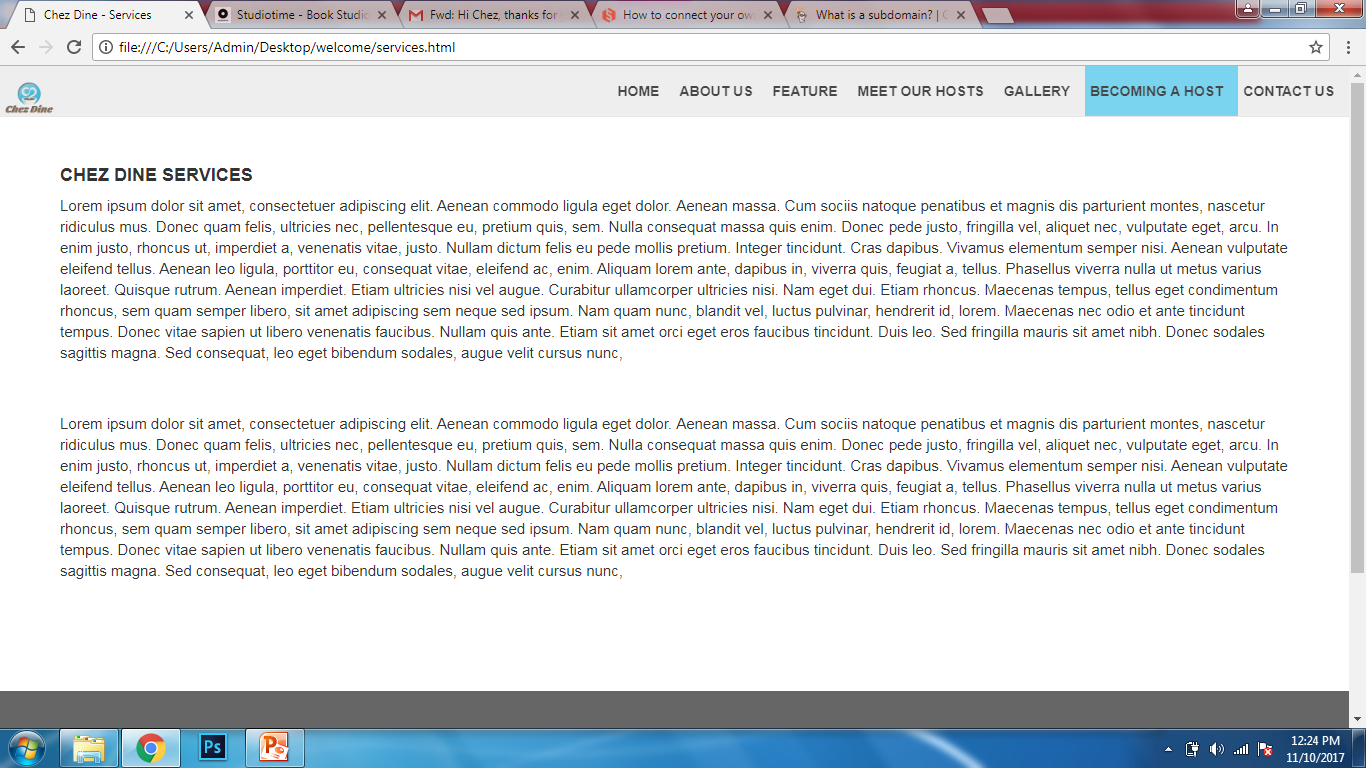 Chez Dine - Services
Studiotime - Book Studio
Fwd: Hi Chez, thanks for
How to connect your ow
What is a subdomain? |
file:///C:/Users/Admin/Desktop/welcome/services.html
Chez Dine
HOME ABOUT US FEATURE MEET OUR HOSTS GALLERY BECOMING A HOST CONTACT US
CHEZ DINE SERVICES
Lorem ipsum dolor sit amet, consectetuer adipiscing elit. Aenean commodo ligula eget dolor. Aenean massa. Cum sociis natoque penatibus et magnis dis parturient montes, nascetur
ridiculus mus. Donec quam felis, ultricies nec, pellentesque eu, pretium quis, sem. Nulla consequat massa quis enim. Donec pede justo, fringilla vel, aliquet nec, vulputate eget, arcu. In
enim justo, rhoncus ut, imperdiet a, venenatis vitae, justo. Nullam dictum felis eu pede mollis pretium. Integer tincidunt. Cras dapibus. Vivamus elementum semper nisi. Aenean vulputate
eleifend tellus. Aenean leo ligula, porttitor eu, consequat vitae, eleifend ac, enim. Aliquam lorem ante, dapibus in, viverra quis, feugiat a, tellus. Phasellus viverra nulla ut metus varius
laoreet. Quisque rutrum. Aenean imperdiet. Etiam ultricies nisi vel augue. Curabitur ullamcorper ultricies nisi. Nam eget dui. Etiam rhoncus. Maecenas tempus, tellus eget condimentum
rhoncus, sem quam semper libero, sit amet adipiscing sem neque sed ipsum. Nam quam nunc, blandit vel, luctus pulvinar, hendrerit id, lorem. Maecenas nec odio et ante tincidunt
tempus. Donec vitae sapien ut libero venenatis faucibus. Nullam quis ante. Etiam sit amet orci eget eros faucibus tincidunt. Duis leo. Sed fringilla mauris sit amet nibh. Donec sodales
sagittis magna. Sed consequat, leo eget bibendum sodales, augue velit cursus nunc,
Lorem ipsum dolor sit amet, consectetuer adipiscing elit. Aenean commodo ligula eget dolor. Aenean massa. Cum sociis natoque penatibus et magnis dis parturient montes, nascetur
ridiculus mus. Donec quam felis, ultricies nec, pellentesque eu, pretium quis, sem. Nulla consequat massa quis enim. Donec pede justo, fringilla vel, aliquet nec, vulputate eget, arcu. In
enim justo, rhoncus ut, imperdiet a, venenatis vitae, justo. Nullam dictum felis eu pede mollis pretium. Integer tincidunt. Cras dapibus. Vivamus elementum semper nisi. Aenean vulputate
eleifend tellus. Aenean leo ligula, porttitor eu, consequat vitae, eleifend ac, enim. Aliquam lorem ante, dapibus in, viverra quis, feugiat a, tellus. Phasellus viverra nulla ut metus varius
laoreet. Quisque rutrum. Aenean imperdiet. Etiam ultricies nisi vel augue. Curabitur ullamcorper ultricies nisi. Nam eget dui. Etiam rhoncus. Maecenas tempus, tellus eget condimentum
rhoncus, sem quam semper libero, sit amet adipiscing sem neque sed ipsum. Nam quam nunc, blandit vel, luctus pulvinar, hendrerit id, lorem. Maecenas nec odio et ante tincidunt
tempus. Donec vitae sapien ut libero venenatis faucibus. Nullam quis ante. Etiam sit amet orci eget eros faucibus tincidunt. Duis leo. Sed fringilla mauris sit amet nibh. Donec sodales
sagittis magna. Sed consequat, leo eget bibendum sodales, augue velit cursus nunc,
Ps
12:24 PM
11/10/2017